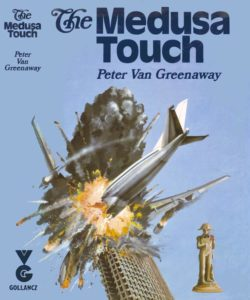 The
Medusa
Touch
Peter
Van
Greenaway
VG
GOLLANCZ
The Medusa
Touch
Peter Van Greenaway